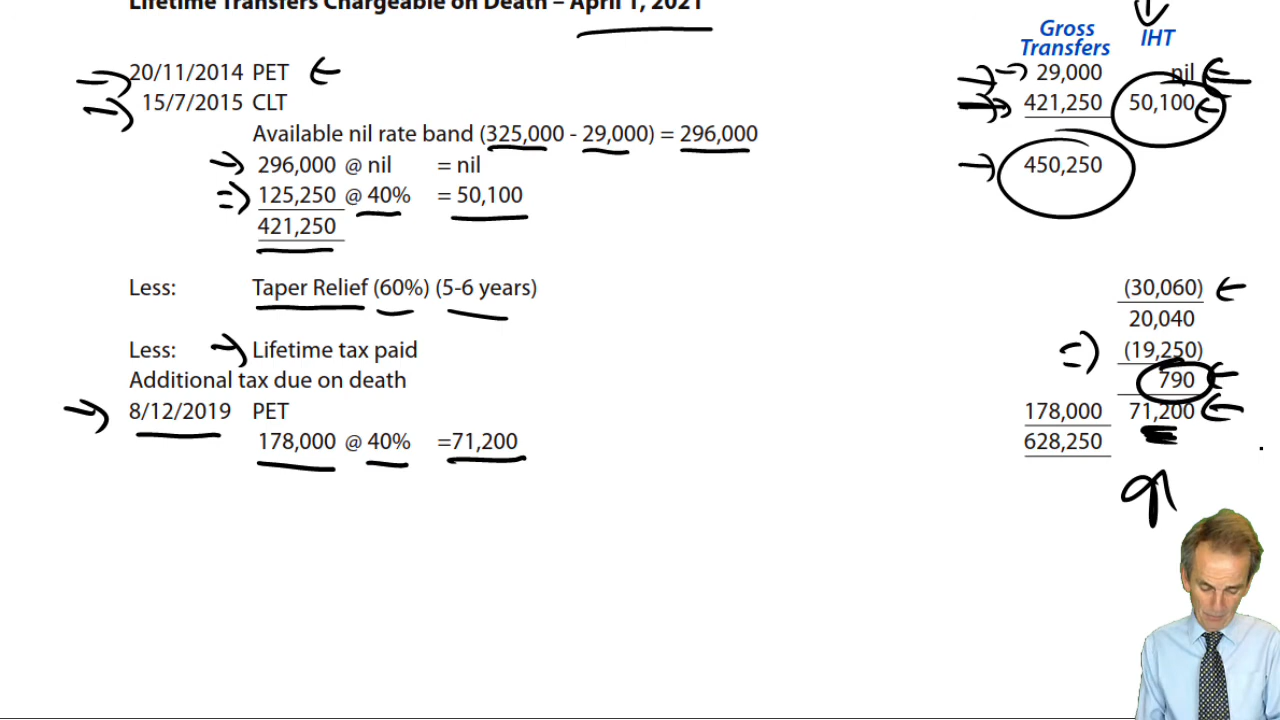 Lifetime Transfers Chargeable on Death – April 1, 2021
Gross Transfers IHT
20/11/2014 PET 29,000 nil
15/7/2015 CLT 421,250 50,100
Available nil rate band (325,000 - 29,000) = 296,000
296,000 @ nil = nil 450,250
125,250 @ 40% = 50,100
421,250
Less: Taper Relief (60%) (5-6 years) (30,060)
20,040
Less: Lifetime tax paid (19,250)
Additional tax due on death 790
8/12/2019 PET 178,000 71,200
178,000 @ 40% =71,200 628,250